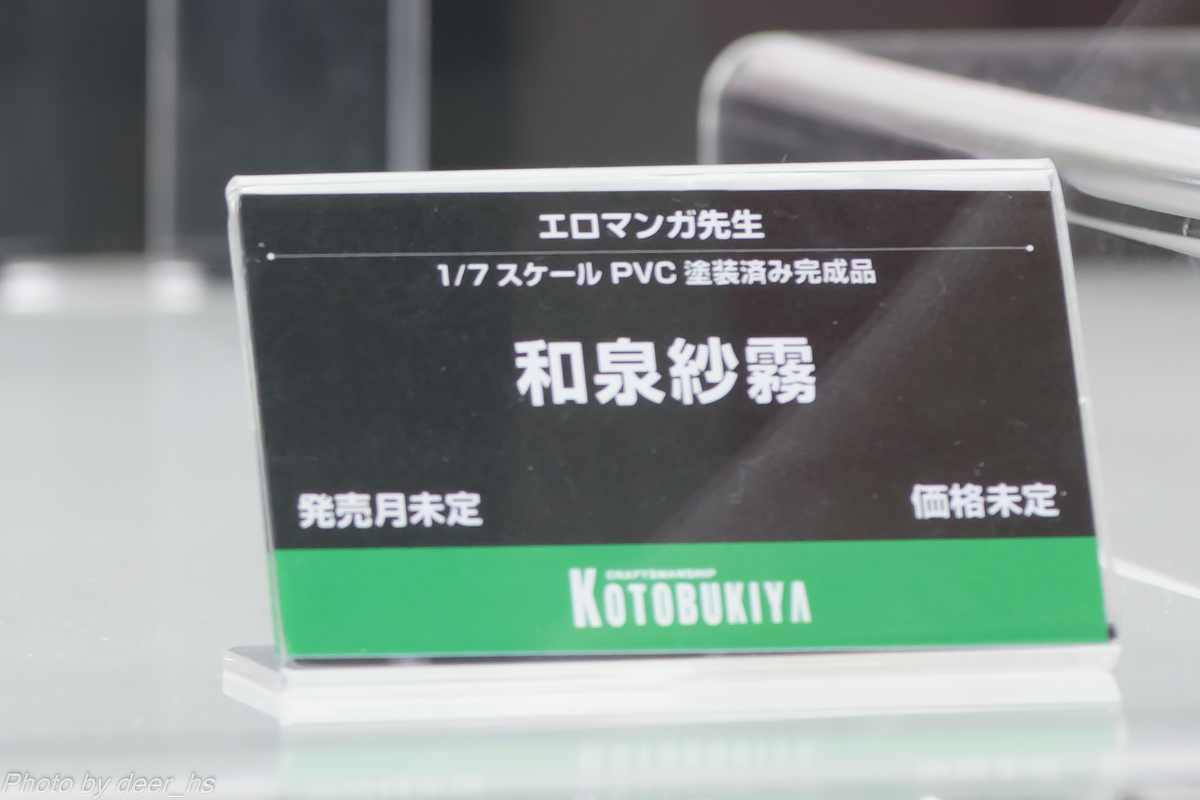 エロマンガ先生
1/7 スケール PVC 塗装済み完成品
和泉紗霧
発売月未定
価格未定
CRAFTSMANSHIP
KOTOBUKIYA
Photo by deer_hs